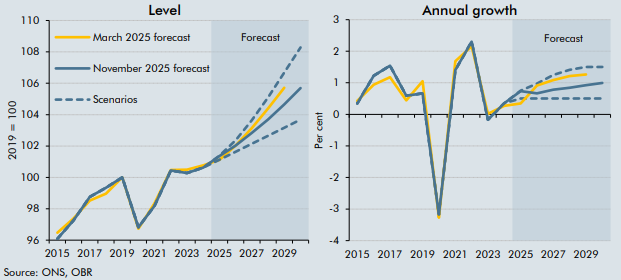 Level
Annual growth
110
108
106
104
102
100
98
96
2019 = 100
March 2025 forecast
November 2025 forecast
Scenarios
Forecast
2015 2017 2019 2021 2023 2025 2027 2029
3
2
1
0
-1
-2
-3
-4
Per cent
Forecast
2015 2017 2019 2021 2023 2025 2027 2029
Source: ONS, OBR